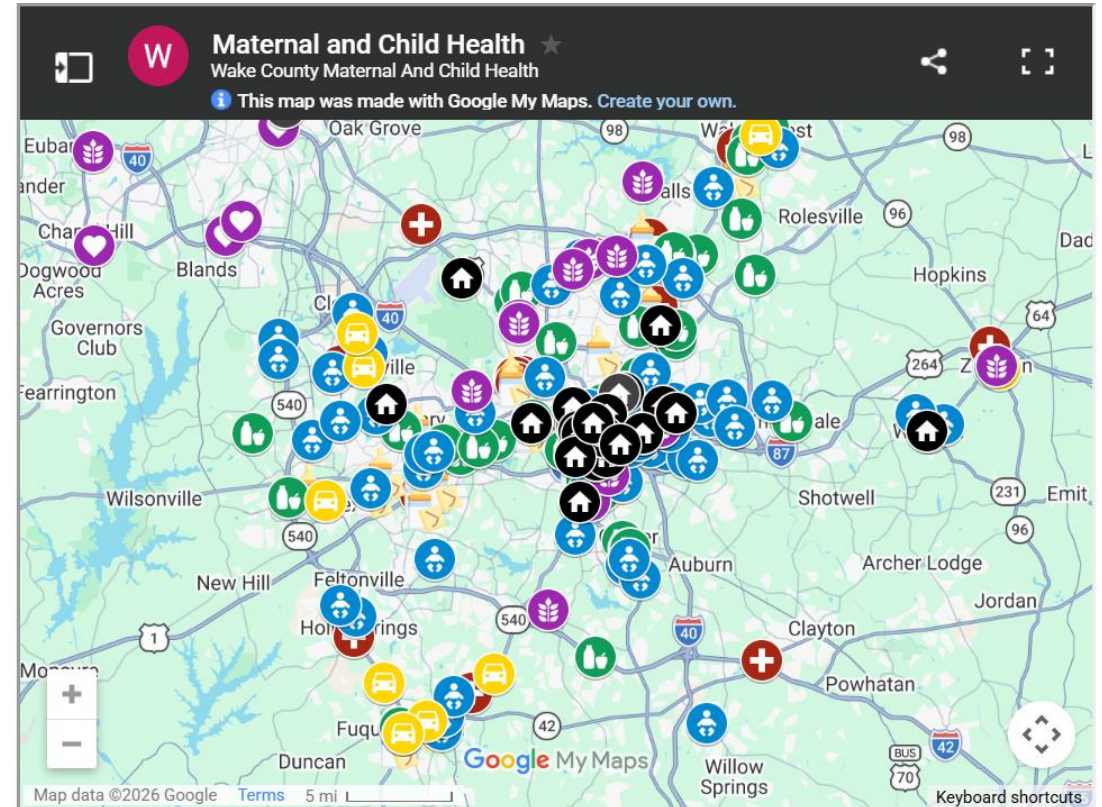 W
Maternal and Child Health
Wake County Maternal And Child Health
This map was made with Google My Maps. Create your own.
Oak Grove
98
98
40
Rolesville
96
Blands
Dogwood
Acres
Hopkins
64
40
Governors
Club
264
540
87
Wilsonville
Shotwell
231
Emit
96
540
Auburn
Archer Lodge
New Hill
Feltonville
Jordan
540
40
Clayton
1
Powhatan
42
BUS
42
70
Duncan
Google My Maps
Willow
Springs
Map data ©2026 Google
Terms
5 mi
Keyboard shortcuts